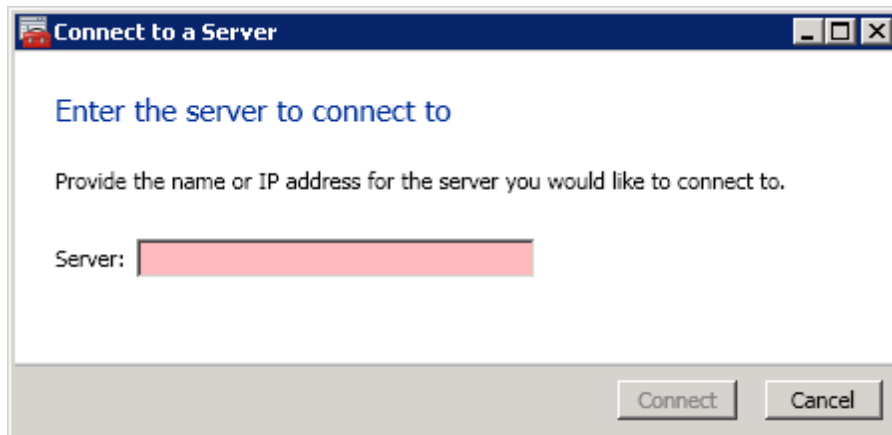 Connect to a Server
Enter the server to connect to
Provide the name or IP address for the server you would like to connect to.
Server:
Connect Cancel